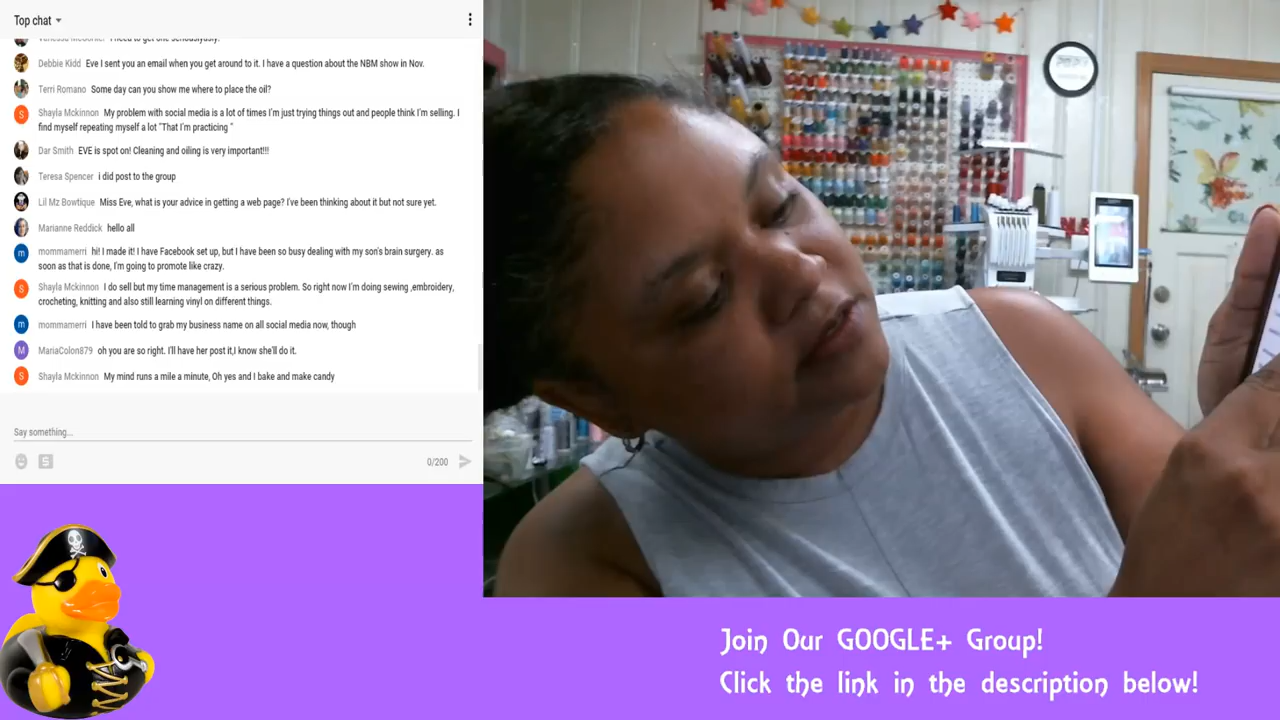 Top chat
I need to get one seriouslyusly.
Debbie Kidd Eve I sent you an email when you get around to it. I have a question about the NBM show in Nov.
Terri Romano Some day can you show me where to place the oil?
S Shayla Mckinnon My problem with social media is a lot of times I'm just trying things out and people think I'm selling. I
find myself repeating myself a lot "That I'm practicing "
Dar Smith EVE is spot on! Cleaning and oiling is very important!!!
Teresa Spencer i did post to the group
Lil Mz Bowtique Miss Eve, what is your advice in getting a web page? I've been thinking about it but not sure yet.
Marianne Reddick hello all
m mommamerri hi! I made it! I have Facebook set up, but I have been so busy dealing with my son's brain surgery. as
soon as that is done, I'm going to promote like crazy.
S Shayla Mckinnon I do sell but my time management is a serious problem. So right now I'm doing sewing ,emboredery,
crocheting, knitting and also still learning vinyl on different things.
m mommamerri I have been told to grab my business name on all social media now, though
M MariaColon879 oh you are so right. I'll have her post it,I know she'll do it.
S Shayla Mckinnon My mind runs a mile a minute, Oh yes and I bake and make candy
Say something...
0/200
Join Our GOOGLE+ Group!
Click the link in the description below!